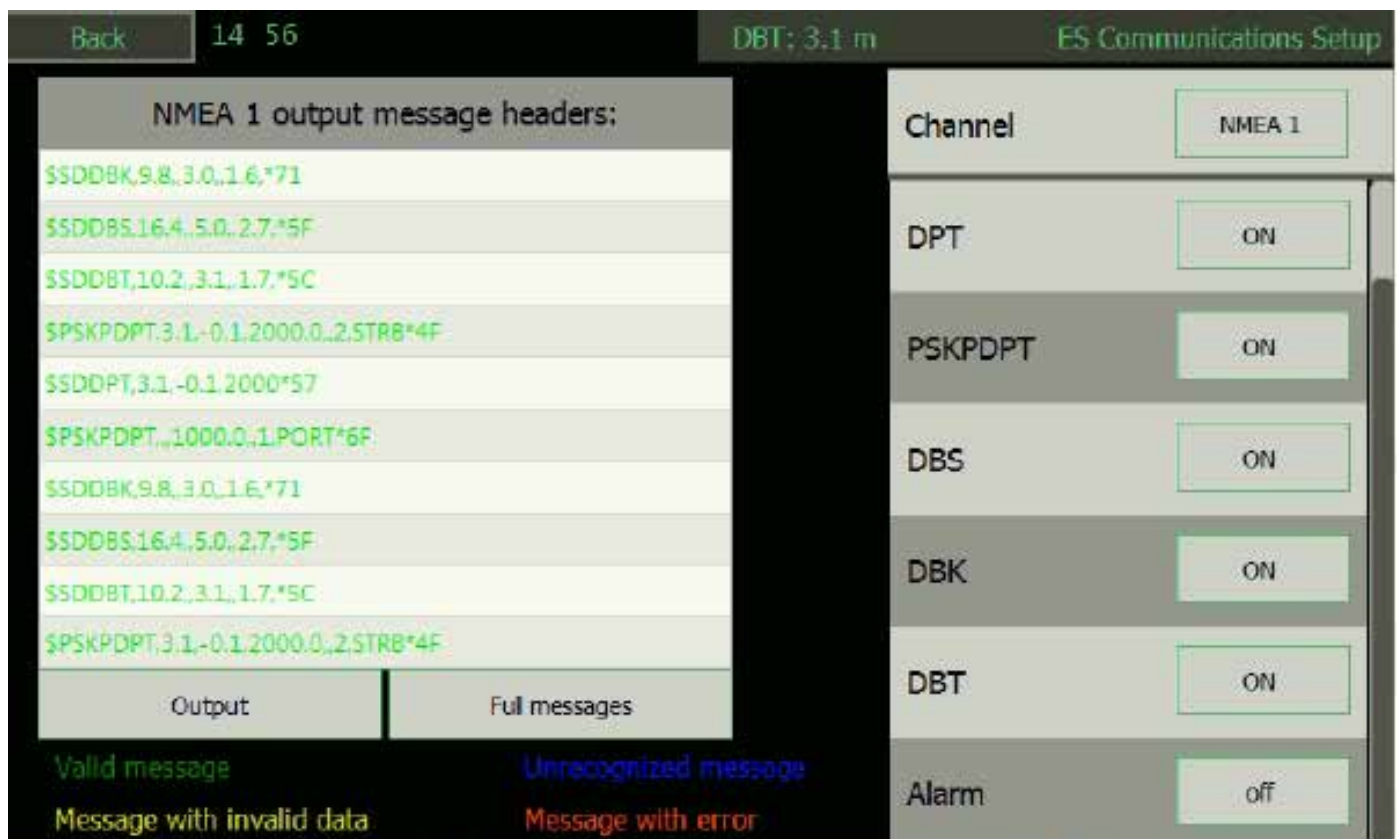 Back 14 56 DBT: 3.1 m ES Communications Setup
NMEA 1 output message headers:
$SDDBK,9.8,,3.0,,1.6,*71
$SDDBS,16.4,,5.0,,2.7,*5F
$SDDBT,10.2,,3.1,,1.7,*5C
$PSKPDPT,3.1,-0.1,2000.0,,2,STRB*4F
$SDDPT,3.1,-0.1,2000*57
$PSKPDPT,,,1000.0,,1,PORT*6F
$SDDBK,9.8,,3.0,,1.6,*71
$SDDBS,16.4,,5.0,,2.7,*5F
$SDDBT,10.2,,3.1,,1.7,*5C
$PSKPDPT,3.1,-0.1,2000.0,,2,STRB*4F
Output Full messages
Valid message Unrecognized message
Message with invalid data Message with error
Channel NMEA 1
DPT ON
PSKPDPT ON
DBS ON
DBK ON
DBT ON
Alarm off